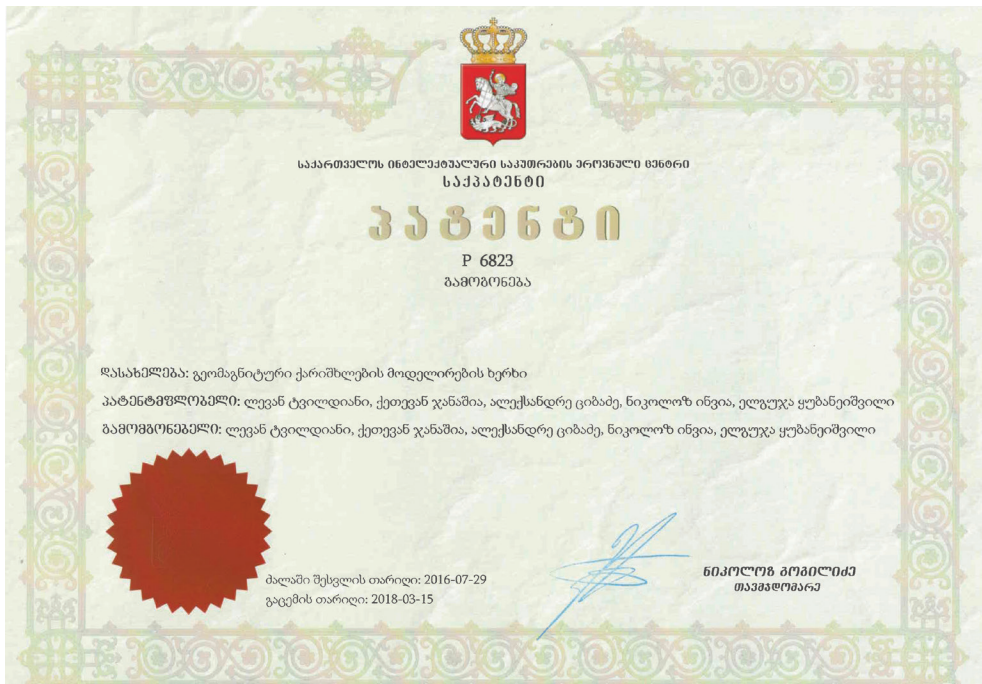 საქართველოს ინტელექტუალური საკუთრების ეროვნული ცენტრი
საქპატენტი
პატენტი
P 6823
გამოგონება
დასახელება: გეომაგნიტური ქარიშხლების მოდელირების ხერხი
პატენტმფლობელი: ლევან ტვილდიანი, ქეთევან ჯანაშია, ალექსანდრე ციბაძე, ნიკოლოზ ინვია, ელგუჯა ყუბანეიშვილი
გამომგონებელი: ლევან ტვილდიანი, ქეთევან ჯანაშია, ალექსანდრე ციბაძე, ნიკოლოზ ინვია, ელგუჯა ყუბანეიშვილი
ძალაში შესვლის თარიღი: 2016-07-29
გაცემის თარიღი: 2018-03-15
ნიკოლოზ გოგილიძე
თავმჯდომარე